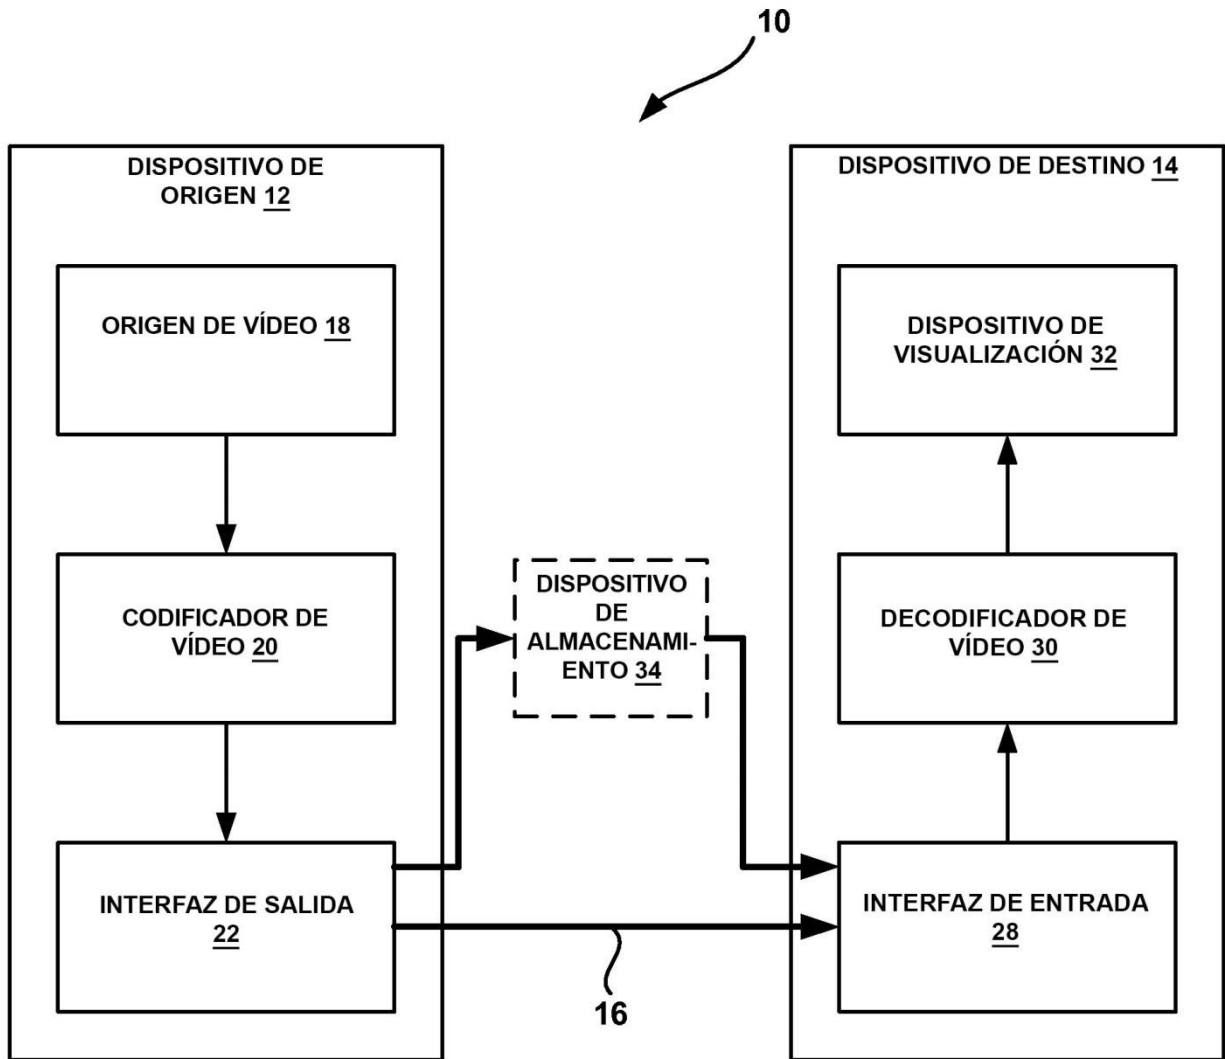 10
DISPOSITIVO DE
ORIGEN 12
ORIGEN DE VÍDEO 18
CODIFICADOR DE
VÍDEO 20
INTERFAZ DE SALIDA
22
DISPOSITIVO
DE
ALMACENAMI-
ENTO 34
16
DISPOSITIVO DE DESTINO 14
DISPOSITIVO DE
VISUALIZACIÓN 32
DECODIFICADOR DE
VÍDEO 30
INTERFAZ DE ENTRADA
28